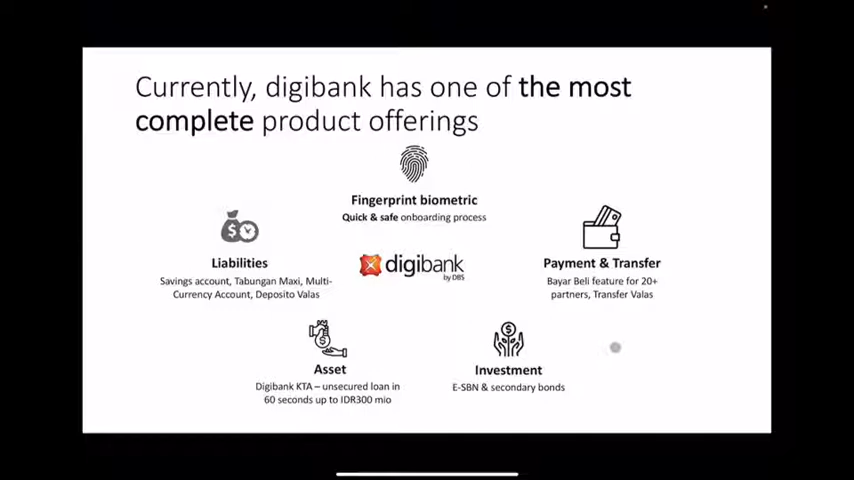 Currently, digibank has one of the most
complete product offerings
Fingerprint biometric
Quick & safe onboarding process
Liabilities
Savings account, Tabungan Maxi, Multi-
Currency Account, Deposito Valas
digibank
by DBS
Payment & Transfer
Bayar Beli feature for 20+
partners, Transfer Valas
Asset
Digibank KTA – unsecured loan in
60 seconds up to IDR300 mio
Investment
E-SBN & secondary bonds